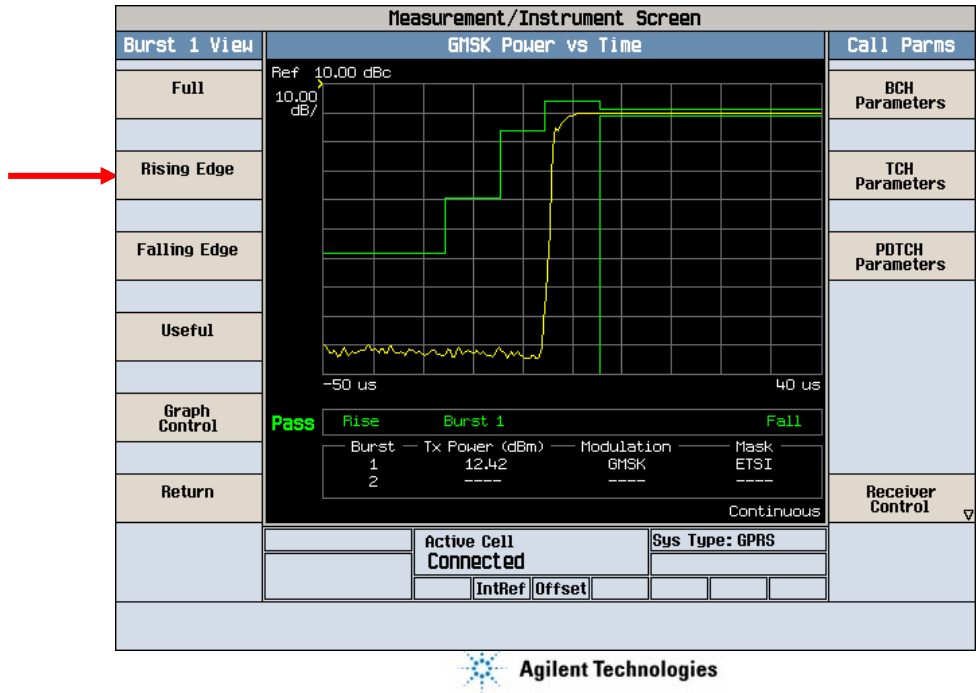 Measurement/Instrument Screen
Burst 1 View
GMSK Power vs Time
Call Parms
Full
Rising Edge
Falling Edge
Useful
Graph
Control
Return
Ref 10.00 dBc
10.00
dB/
-50 us
40 us
Pass Rise Burst 1 Fall
Burst Tx Power (dBm) Modulation Mask
1 12.42 GMSK ETSI
2 ---- ---- ----
Continuous
BCH
Parameters
TCH
Parameters
PDTCH
Parameters
Receiver
Control
Active Cell
Connected
Sys Type: GPRS
IntRef Offset
Agilent Technologies